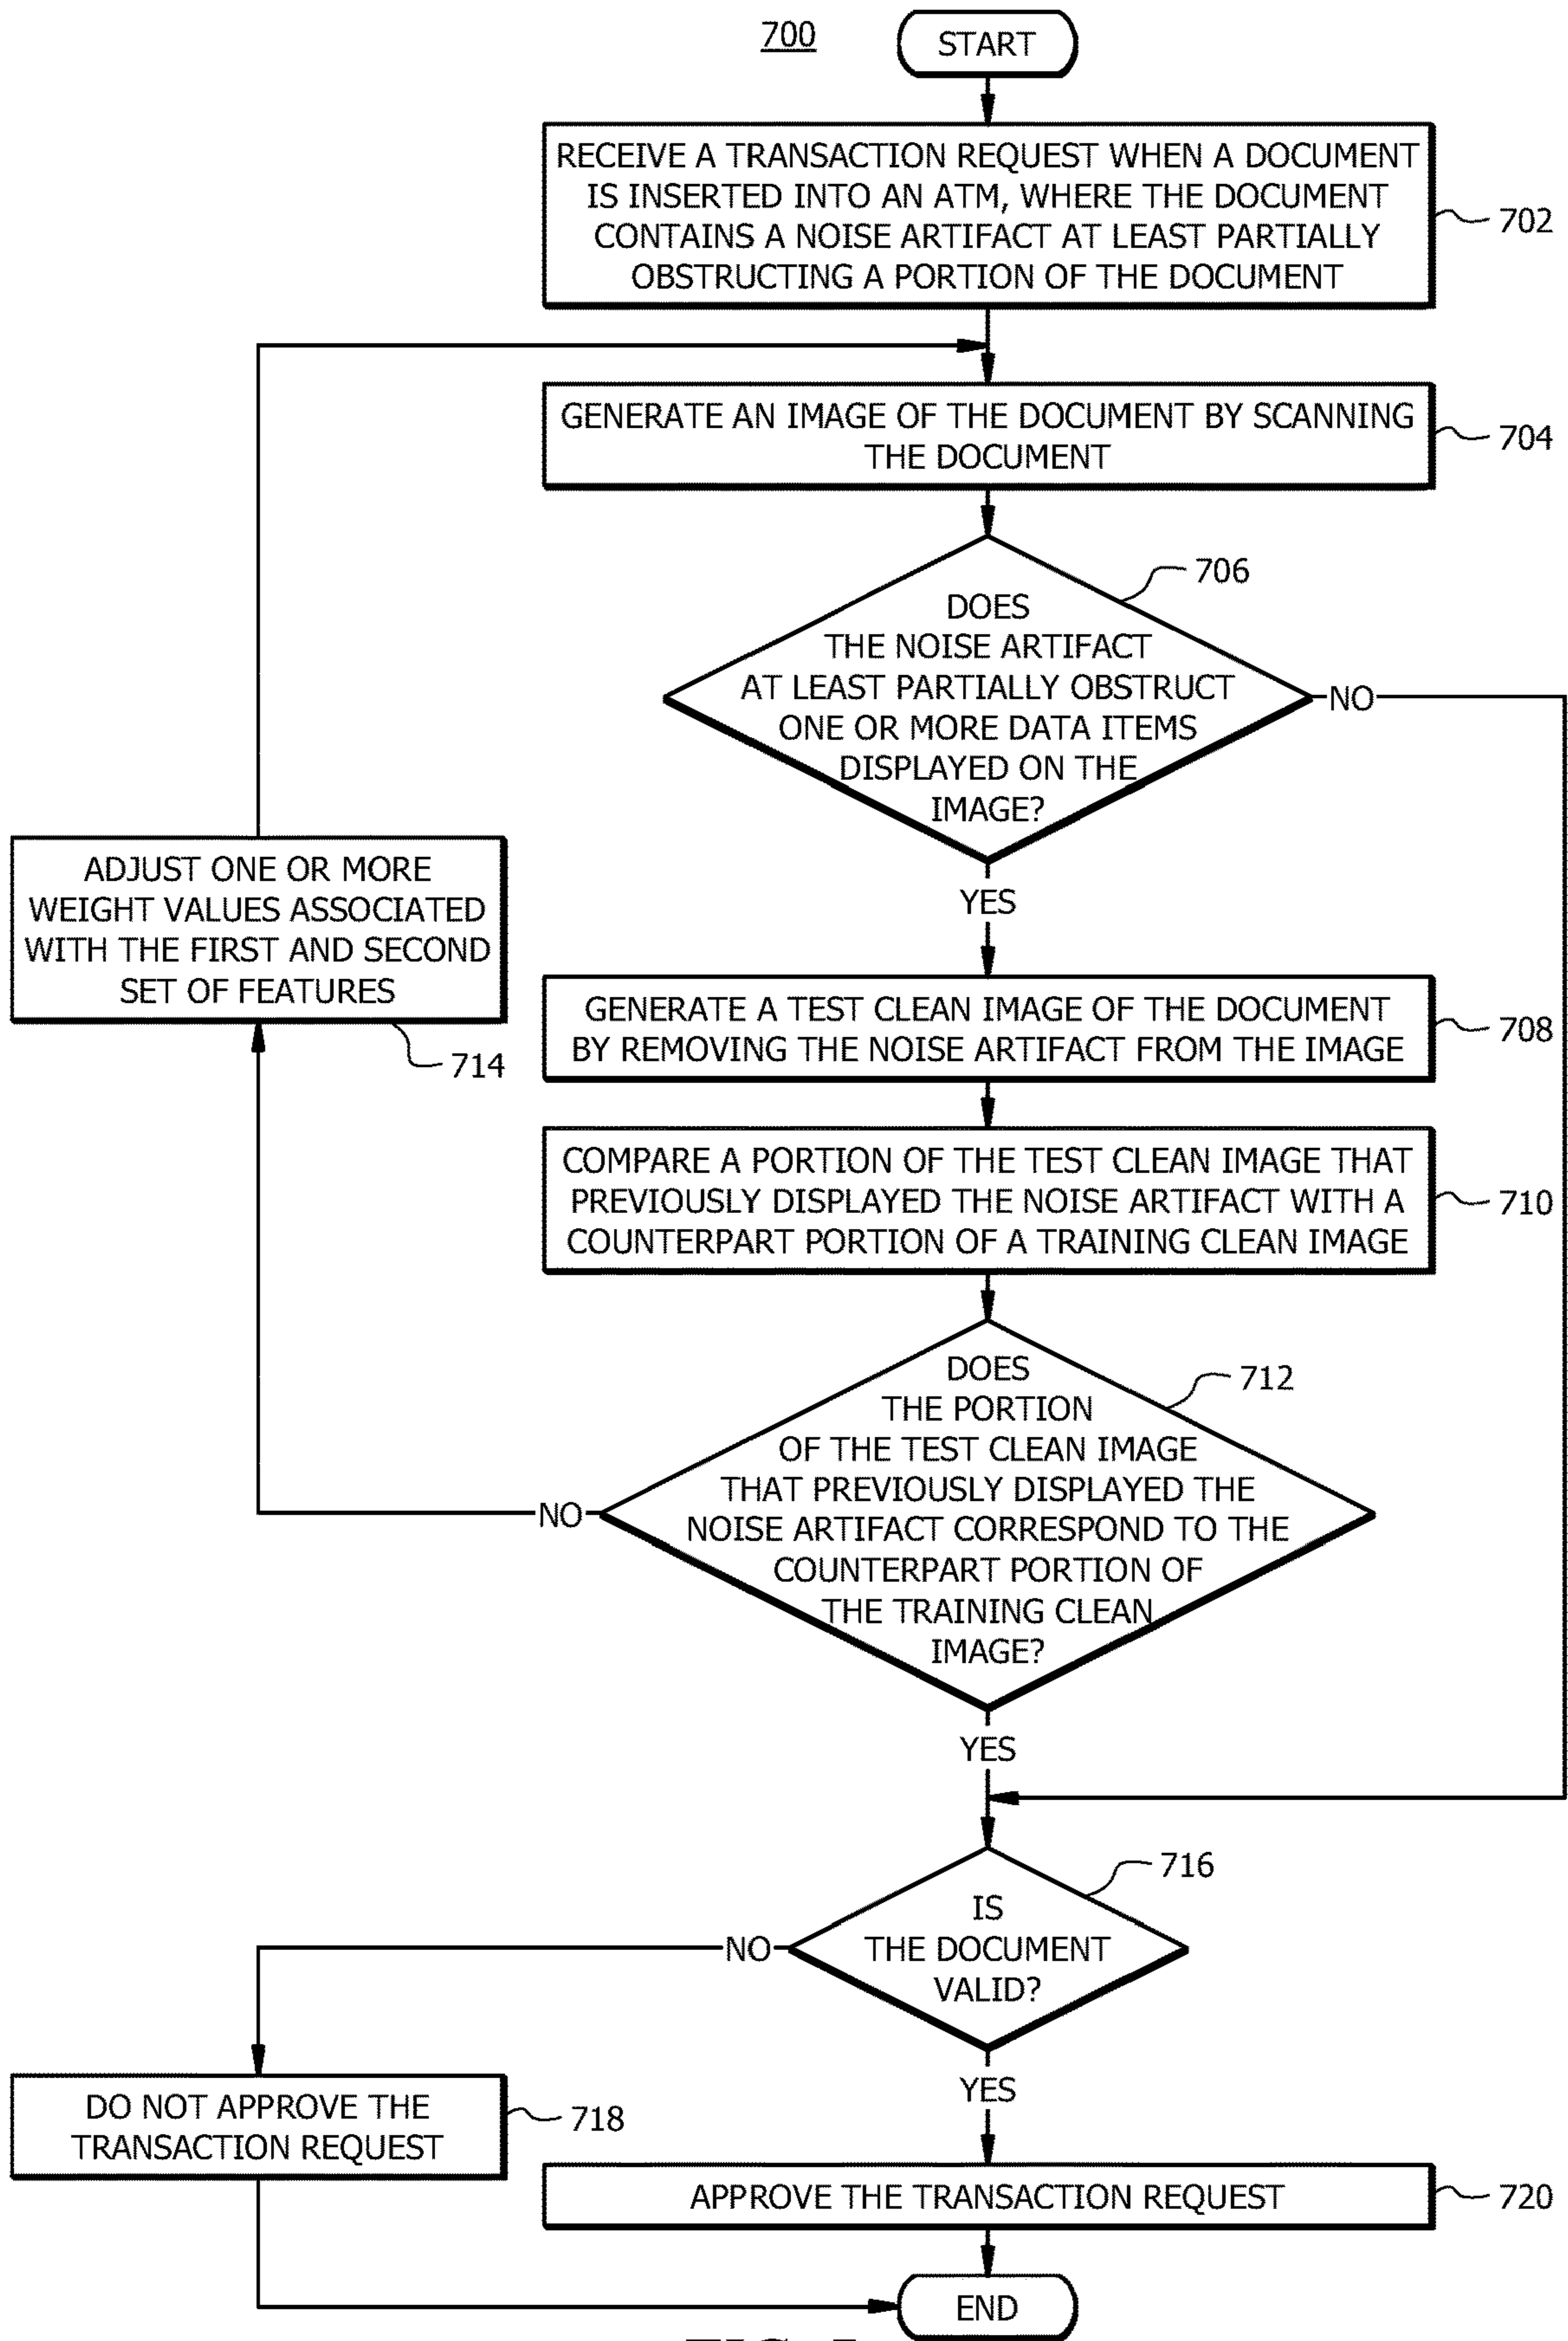 700
START
RECEIVE A TRANSACTION REQUEST WHEN A DOCUMENT
IS INSERTED INTO AN ATM, WHERE THE DOCUMENT
CONTAINS A NOISE ARTIFACT AT LEAST PARTIALLY
OBSTRUCTING A PORTION OF THE DOCUMENT
702
GENERATE AN IMAGE OF THE DOCUMENT BY SCANNING
THE DOCUMENT
704
706
DOES
THE NOISE ARTIFACT
AT LEAST PARTIALLY OBSTRUCT
ONE OR MORE DATA ITEMS
DISPLAYED ON THE
IMAGE?
NO
YES
ADJUST ONE OR MORE
WEIGHT VALUES ASSOCIATED
WITH THE FIRST AND SECOND
SET OF FEATURES
714
GENERATE A TEST CLEAN IMAGE OF THE DOCUMENT
BY REMOVING THE NOISE ARTIFACT FROM THE IMAGE
708
COMPARE A PORTION OF THE TEST CLEAN IMAGE THAT
PREVIOUSLY DISPLAYED THE NOISE ARTIFACT WITH A
COUNTERPART PORTION OF A TRAINING CLEAN IMAGE
710
712
DOES
THE PORTION
OF THE TEST CLEAN IMAGE
THAT PREVIOUSLY DISPLAYED THE
NOISE ARTIFACT CORRESPOND TO THE
COUNTERPART PORTION OF
THE TRAINING CLEAN
IMAGE?
NO
YES
716
IS
THE DOCUMENT
VALID?
NO
YES
DO NOT APPROVE THE
TRANSACTION REQUEST
718
APPROVE THE TRANSACTION REQUEST
720
END